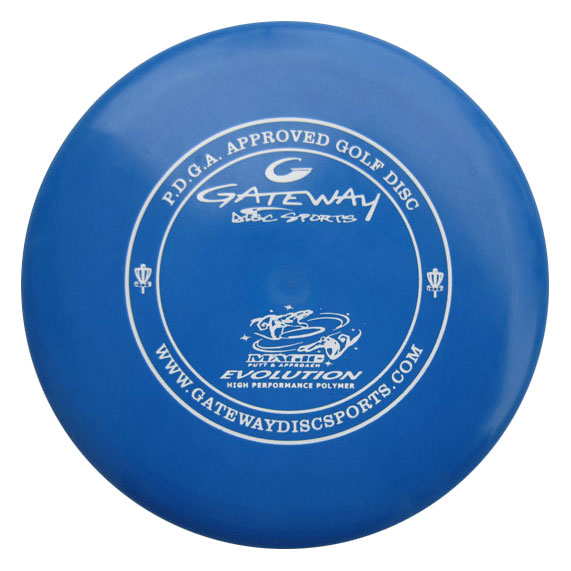 P.D.G.A. APPROVED GOLF DISC
G
GATEWAY
DISC SPORTS
MAGIC
PUTT & APPROACH
EVOLUTION
HIGH PERFORMANCE POLYMER
WWW.GATEWAYDISCSPORTS.COM